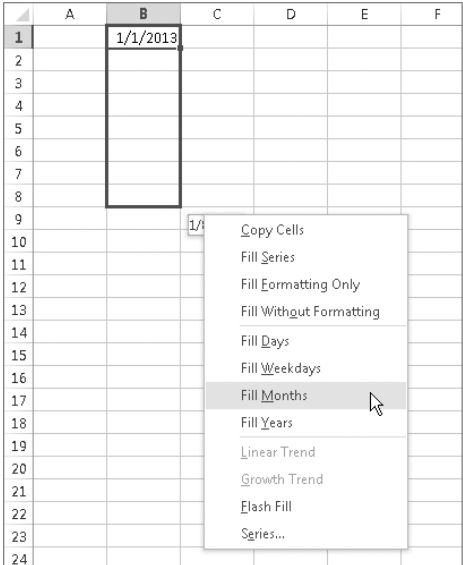 A B C D E F
1 1/1/2013
2
3
4
5
6
7
8
9 1/8
10 Copy Cells
11 Fill Series
12 Fill Formatting Only
13 Fill Without Formatting
14 Fill Days
15 Fill Weekdays
16
17 Fill Months
18 Fill Years
19 Linear Trend
20
21 Growth Trend
22 Flash Fill
23 Series...
24